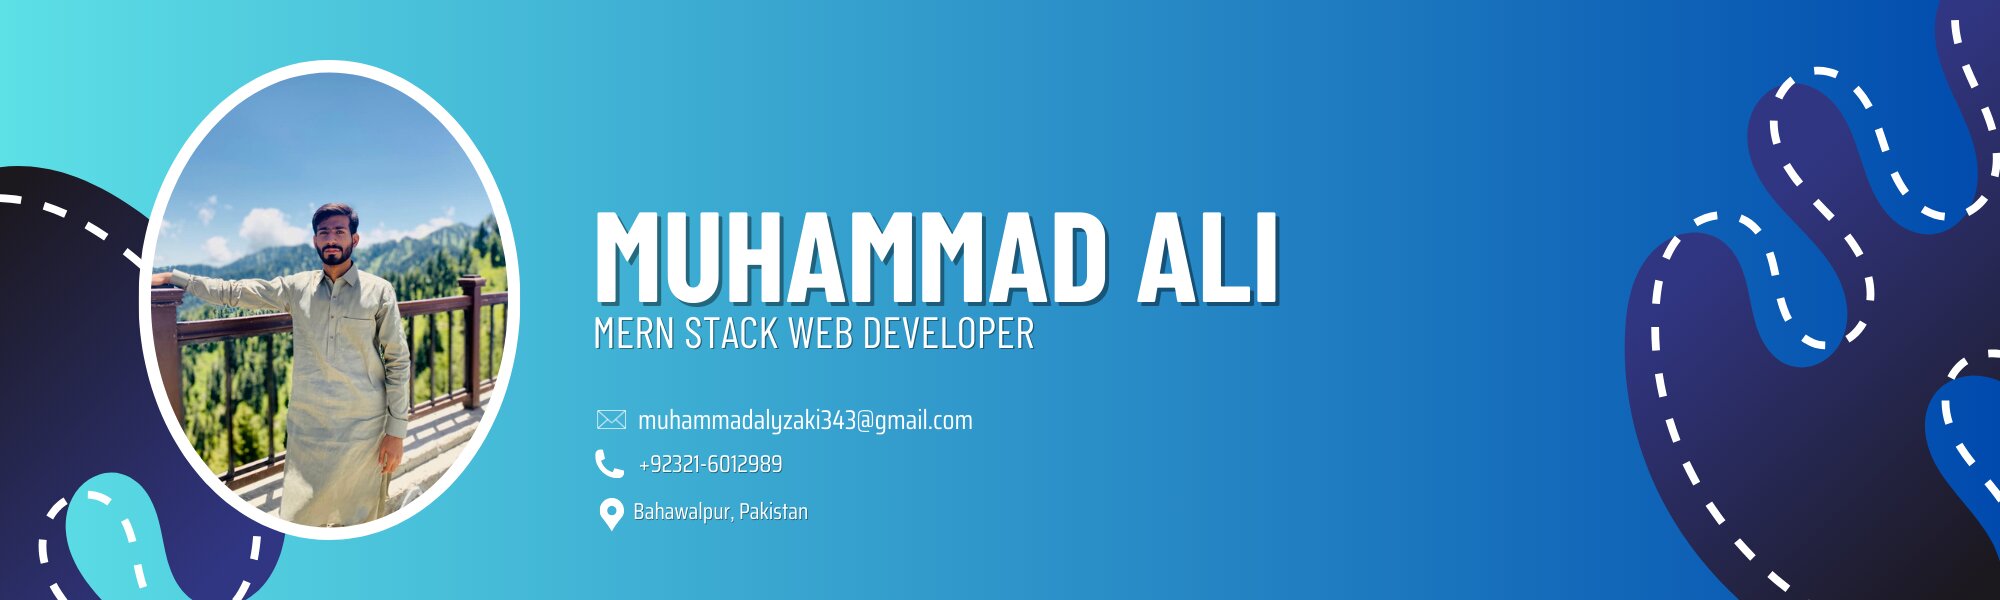 MUHAMMAD ALI
MERN STACK WEB DEVELOPER
muhammadalyzaki343@gmail.com
+92321-6012989
Bahawalpur, Pakistan